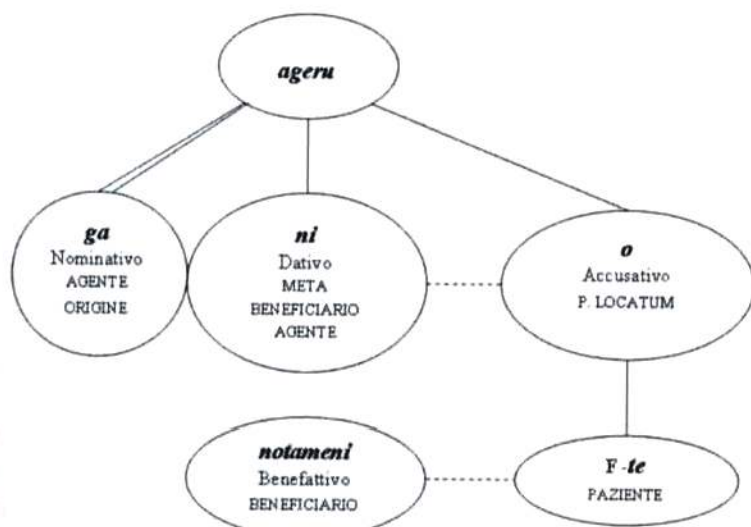 ageru
ga
Nominativo
AGENTE
ORIGINE
ni
Dativo
META
BENEFICIARIO
AGENTE
o
Accusativo
P. LOCATUM
notameni
Benefattivo
BENEFICIARIO
F -te
PAZIENTE